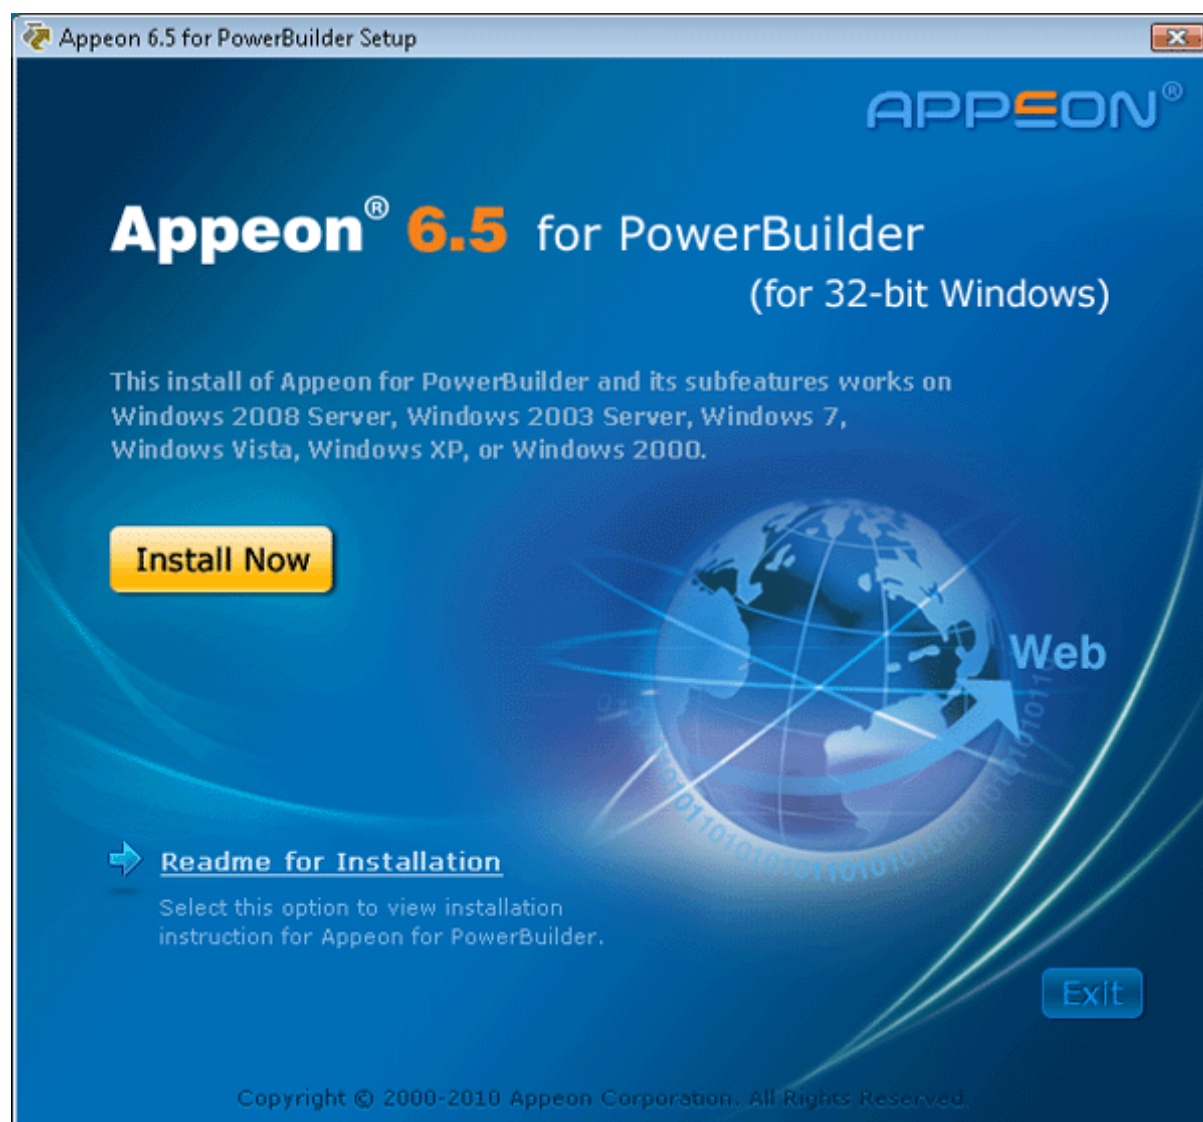 Appeon 6.5 for PowerBuilder Setup
APPEON®
Appeon® 6.5 for PowerBuilder
(for 32-bit Windows)
This install of Appeon for PowerBuilder and its subfeatures works on
Windows 2008 Server, Windows 2003 Server, Windows 7,
Windows Vista, Windows XP, or Windows 2000.
Install Now
Web
Readme for Installation
Select this option to view installation
instruction for Appeon for PowerBuilder.
Exit
Copyright © 2000-2010 Appeon Corporation. All Rights Reserved.